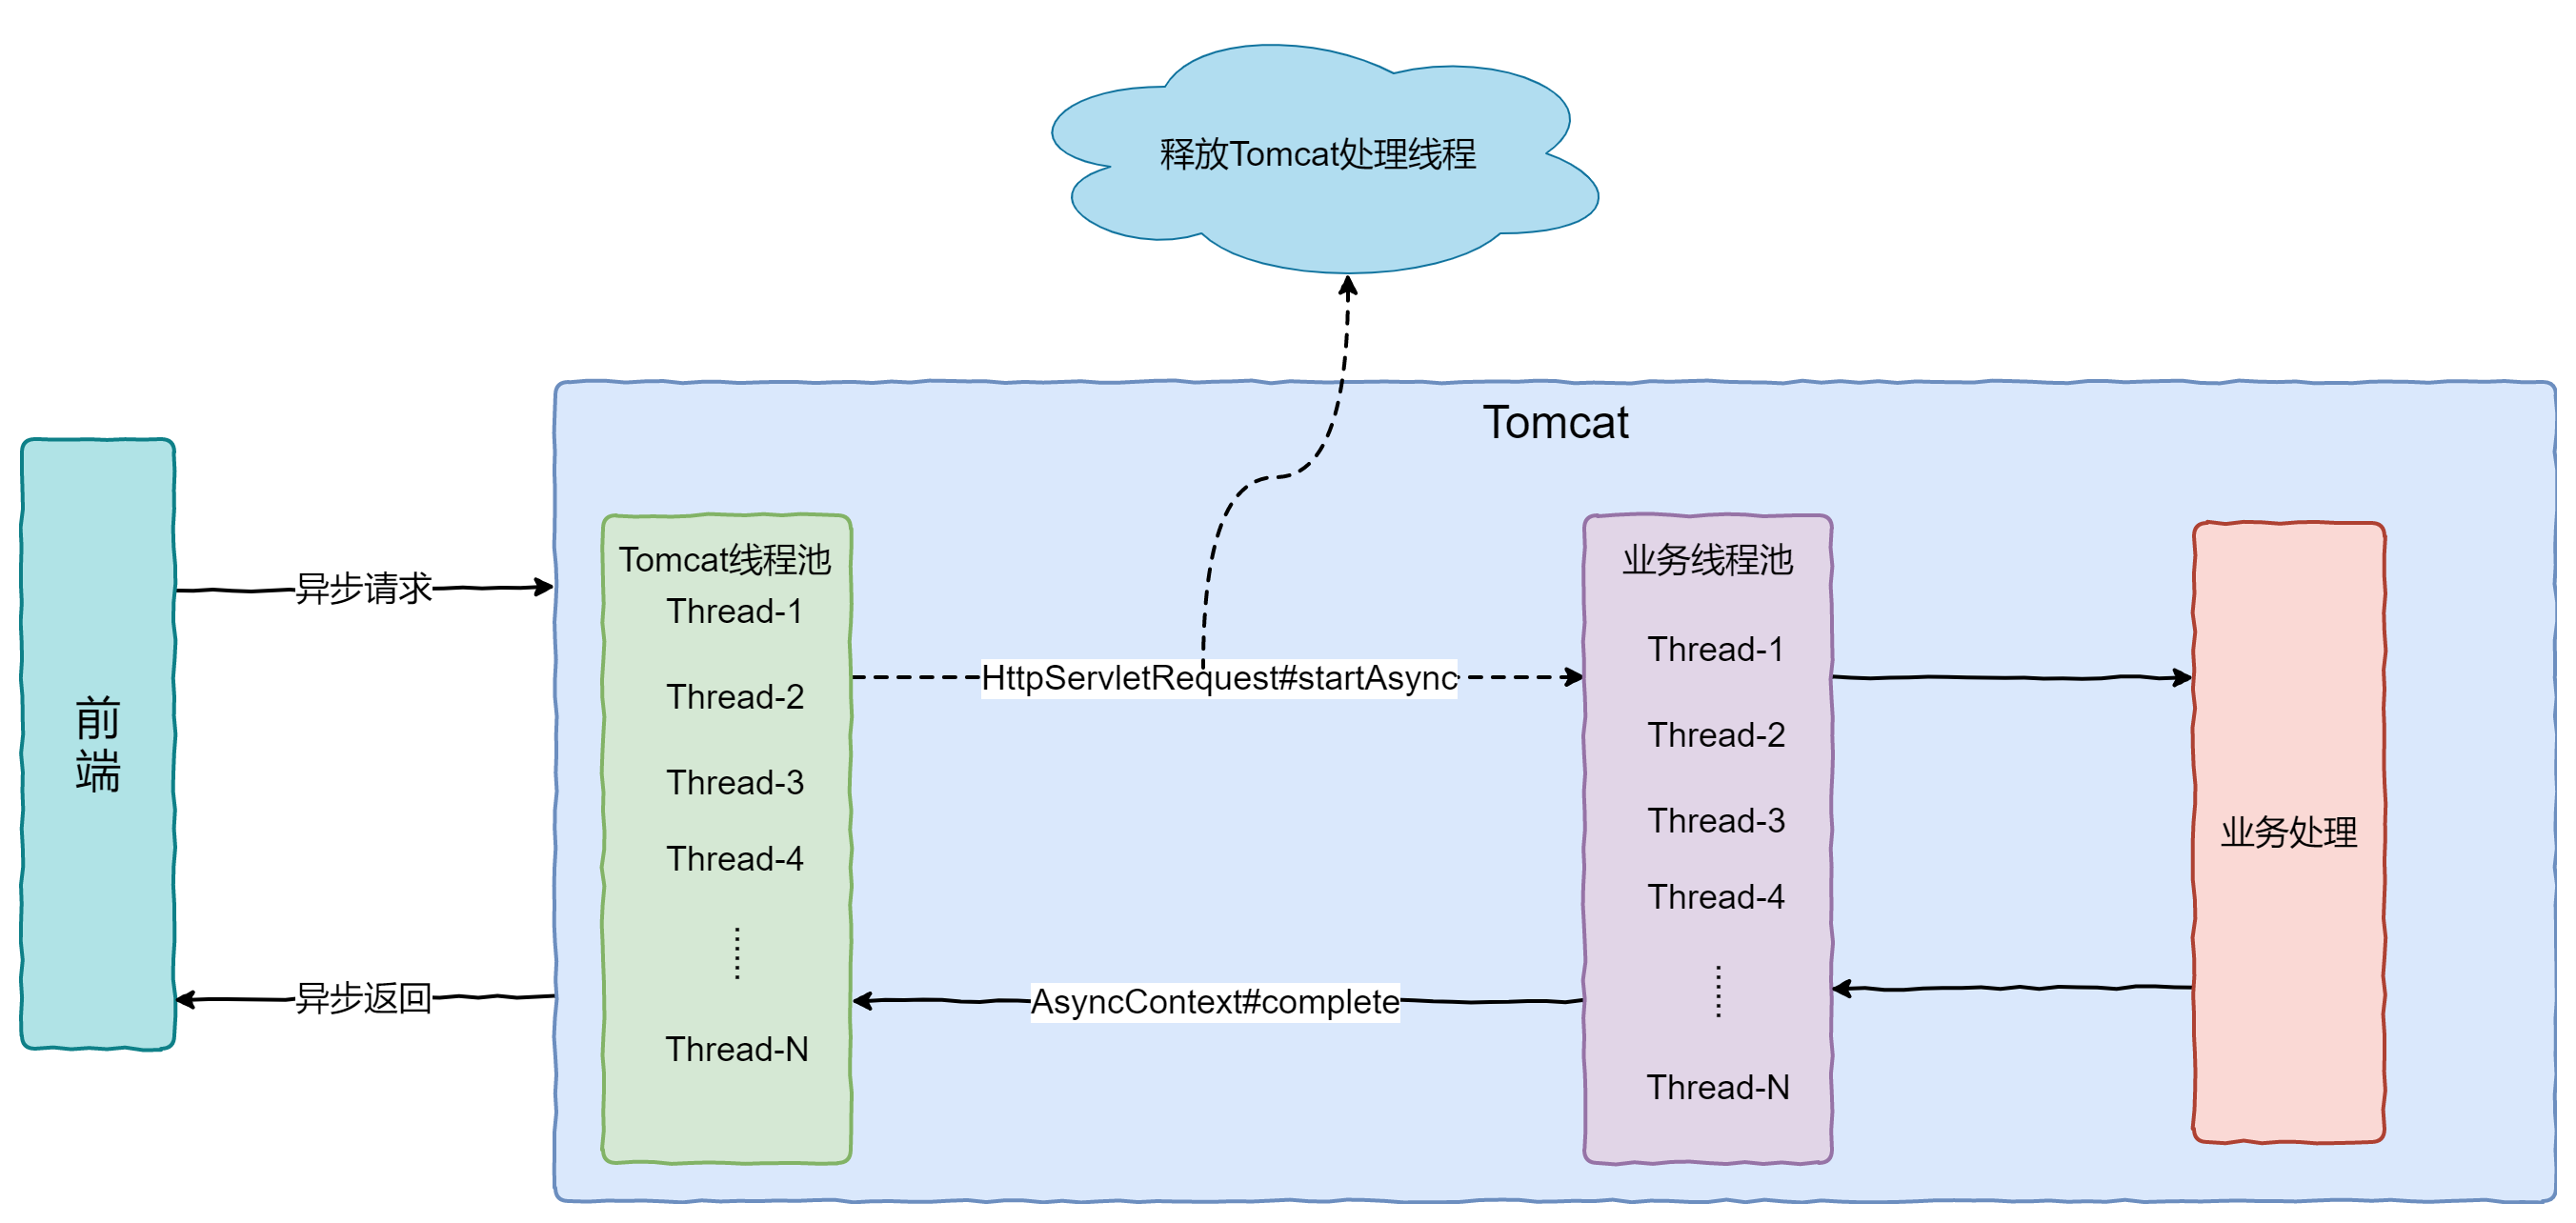 释放Tomcat处理线程
Tomcat
前
端
异步请求
异步返回
Tomcat线程池
Thread-1
Thread-2
Thread-3
Thread-4
......
Thread-N
HttpServletRequest#startAsync
AsyncContext#complete
业务线程池
Thread-1
Thread-2
Thread-3
Thread-4
......
Thread-N
业务处理